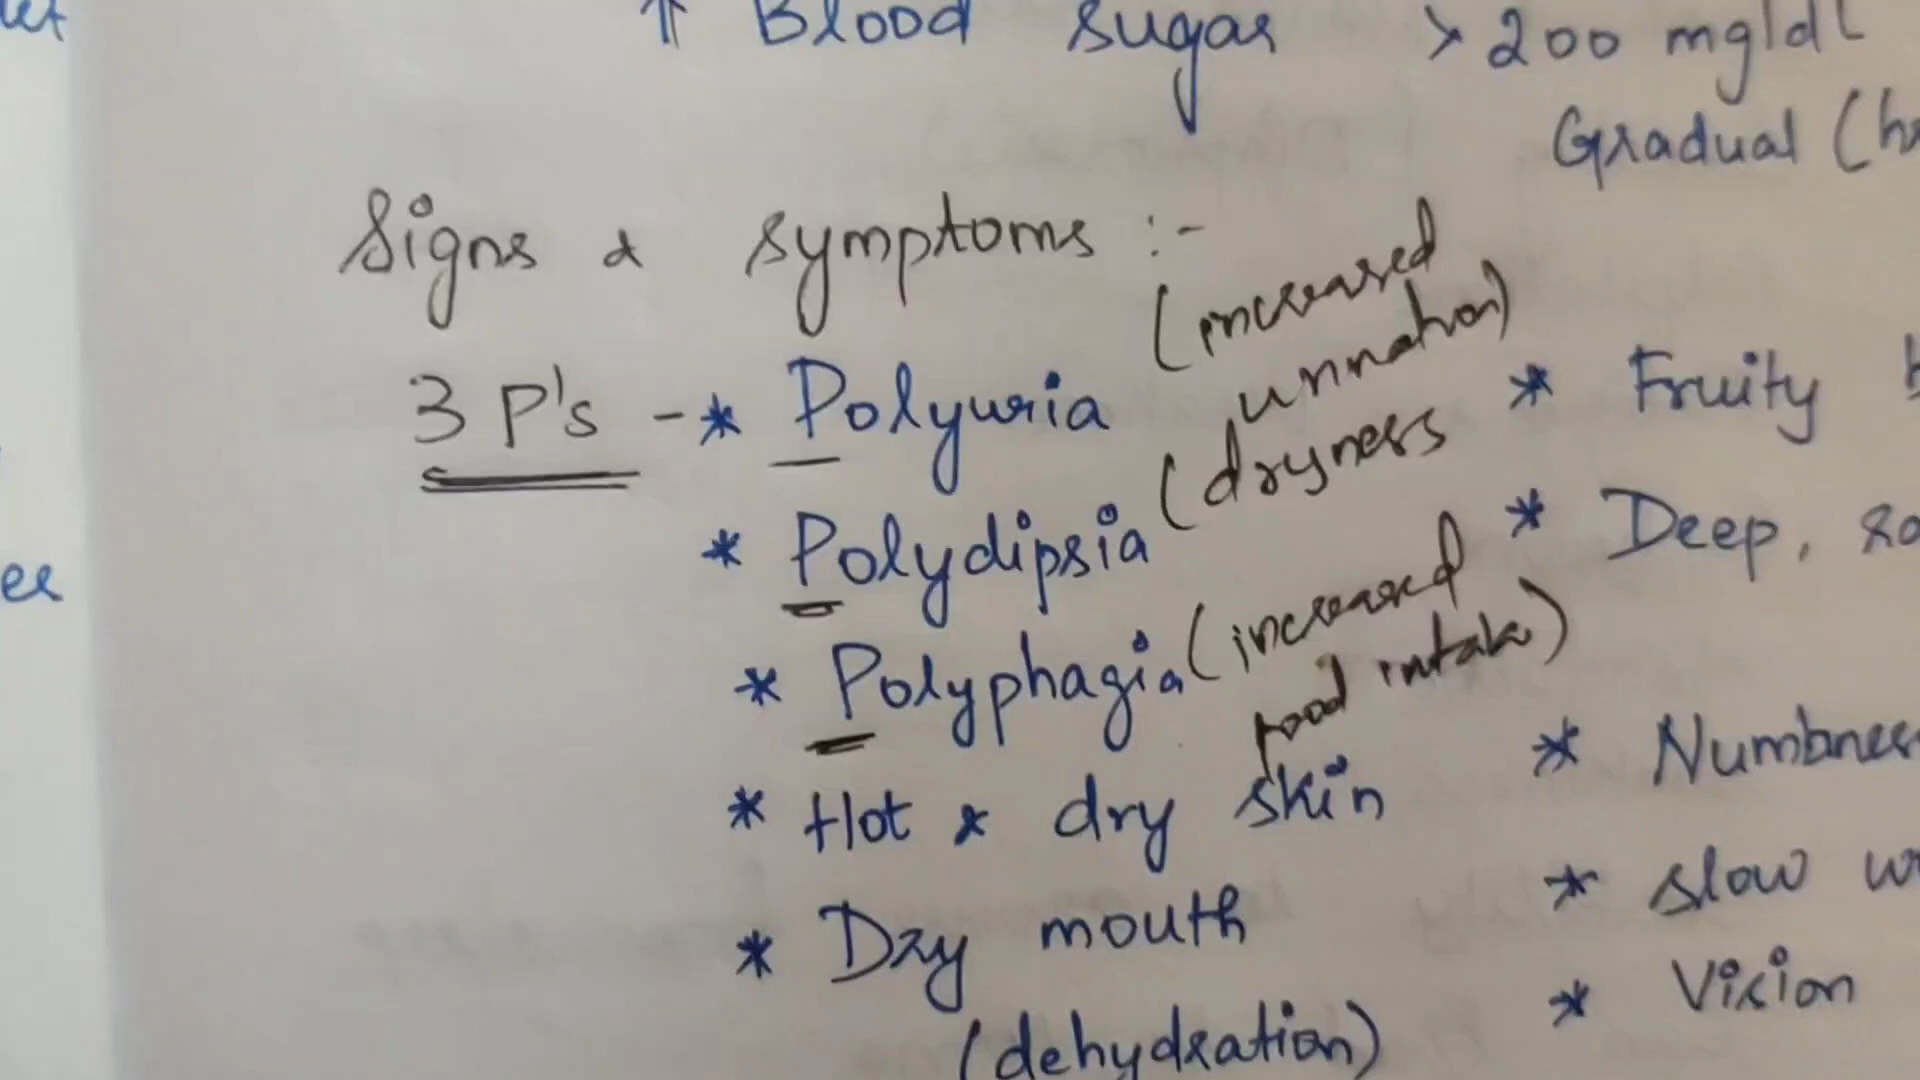 ↑ Blood sugar > 200 mg/dl
Gradual (
Signs & symptoms :-
3 P's - * Polyuria (increased urination)
* Polydipsia (dryness
* Polyphagia (increased food intake)
* Hot & dry skin
* Dry mouth
(dehydration)
* Fruity
* Deep,
* Numbness
* slow
* Vision